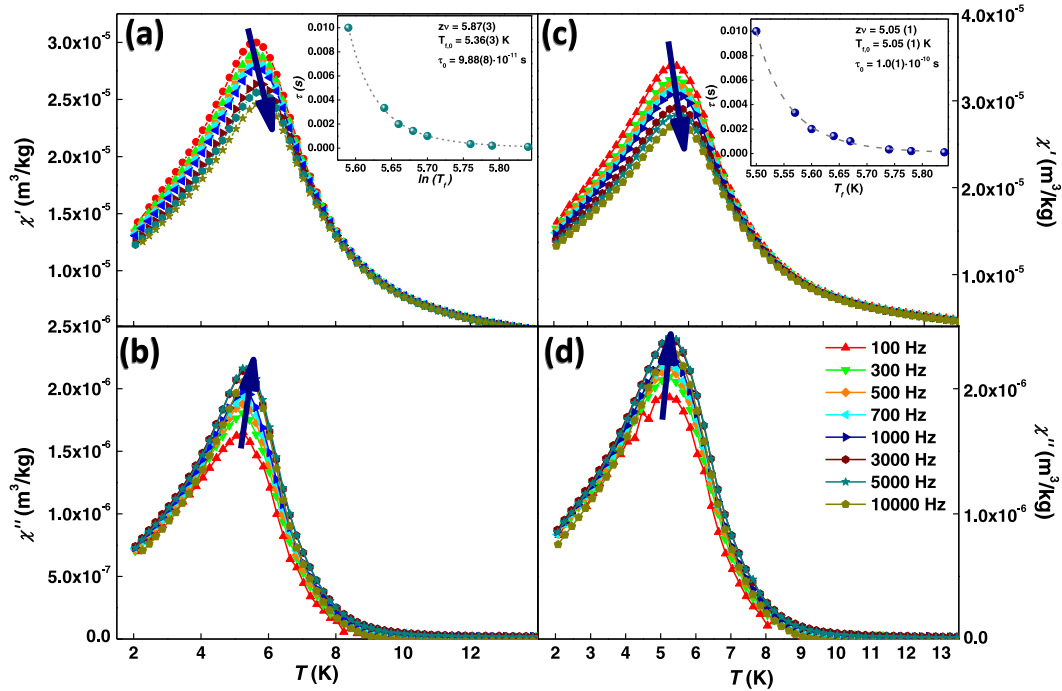 (a)
zν = 5.87(3)
T_{f,0} = 5.36(3) K
τ₀ = 9.88(8)·10⁻¹¹ s
τ (s)
0.010
0.008
0.006
0.004
0.002
0.000
5.60 5.65 5.70 5.75 5.80
ln (T_f)
3.0x10⁻⁵
2.5x10⁻⁵
2.0x10⁻⁵
1.5x10⁻⁵
1.0x10⁻⁵
2.5x10⁻⁶
χ′ (m³/kg)
(c)
zν = 5.05 (1)
T_{f,0} = 5.05 (1) K
τ₀ = 1.0(1)·10⁻¹⁰ s
τ (s)
0.010
0.008
0.006
0.004
0.002
0.000
5.50 5.55 5.60 5.65 5.70 5.75 5.80
T_f (K)
4.0x10⁻⁵
3.0x10⁻⁵
2.0x10⁻⁵
1.0x10⁻⁵
χ′ (m³/kg)
(b)
2.0x10⁻⁶
1.5x10⁻⁶
1.0x10⁻⁶
5.0x10⁻⁷
0.0
χ″ (m³/kg)
2 4 6 8 10 12
T (K)
(d)
100 Hz
300 Hz
500 Hz
700 Hz
1000 Hz
3000 Hz
5000 Hz
10000 Hz
2.0x10⁻⁶
1.0x10⁻⁶
0.0
χ″ (m³/kg)
2 3 4 5 6 7 8 9 10 11 12 13
T (K)